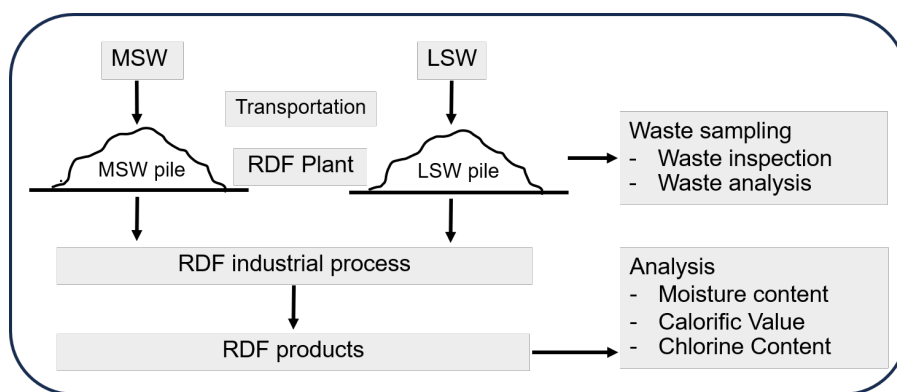 MSW
LSW
Transportation
MSW pile
RDF Plant
LSW pile
Waste sampling
- Waste inspection
- Waste analysis
RDF industrial process
RDF products
Analysis
- Moisture content
- Calorific Value
- Chlorine Content